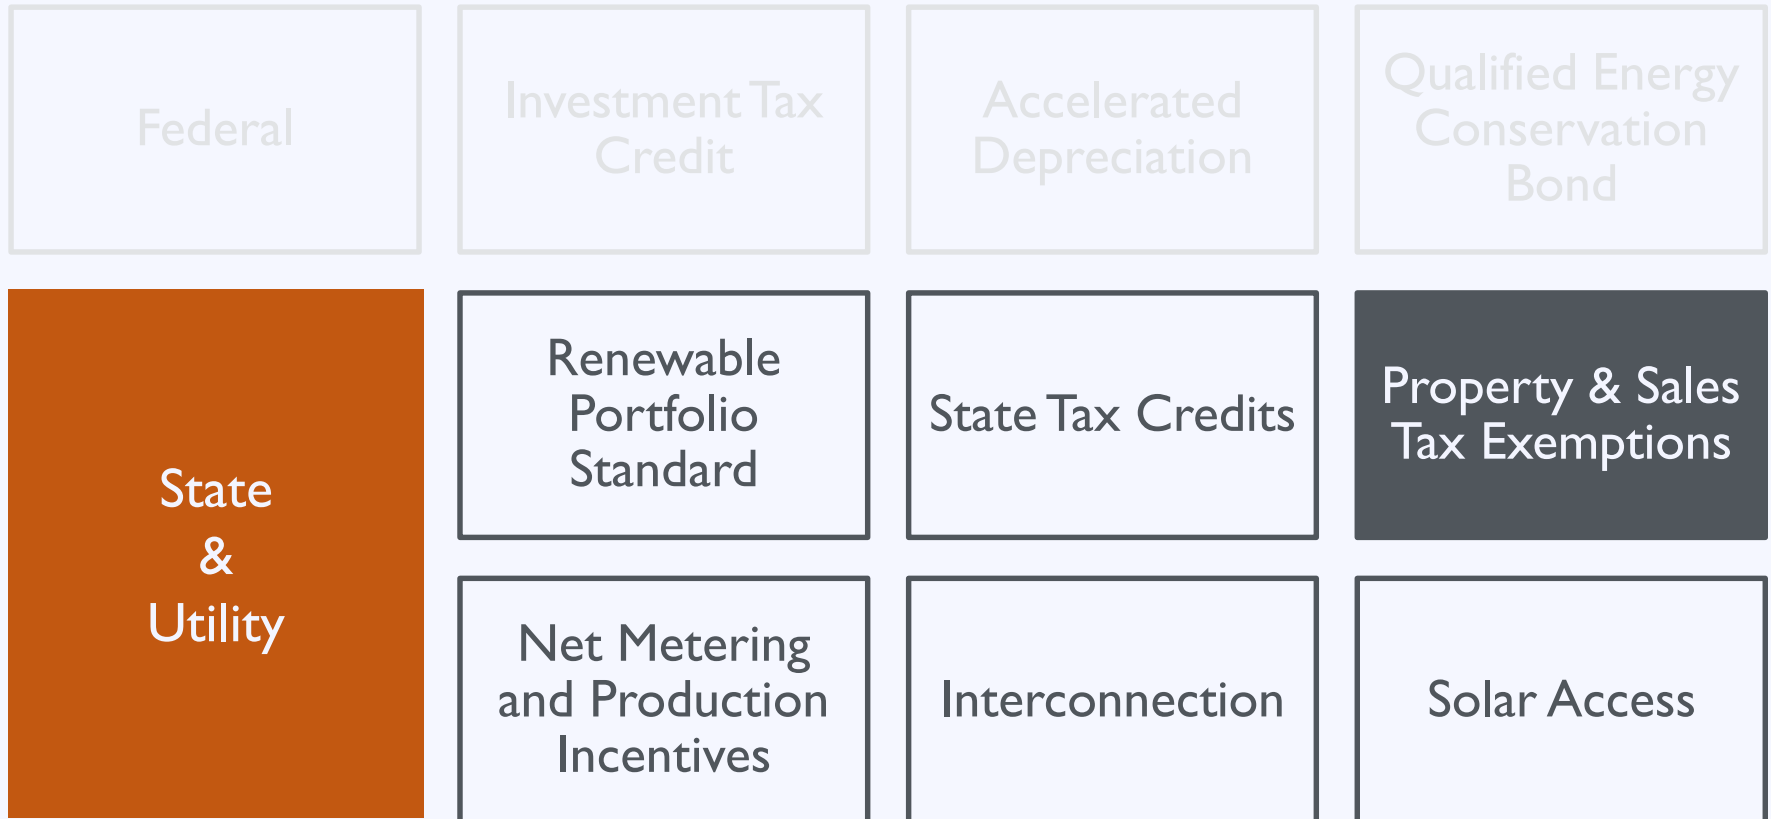 Federal
Investment Tax
Credit
Accelerated
Depreciation
Qualified Energy
Conservation
Bond
State
&
Utility
Renewable
Portfolio
Standard
State Tax Credits
Property & Sales
Tax Exemptions
Net Metering
and Production
Incentives
Interconnection
Solar Access